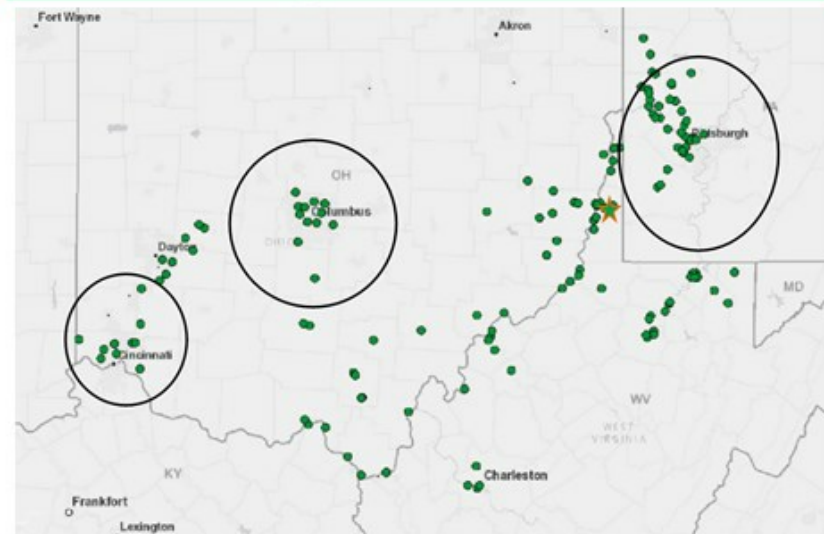 Fort Wayne
Akron
PA
Pittsburgh
OH
Columbus
Dayton
MD
Cincinnati
WV
WEST
VIRGINIA
KY
Charleston
Frankfort
Lexington